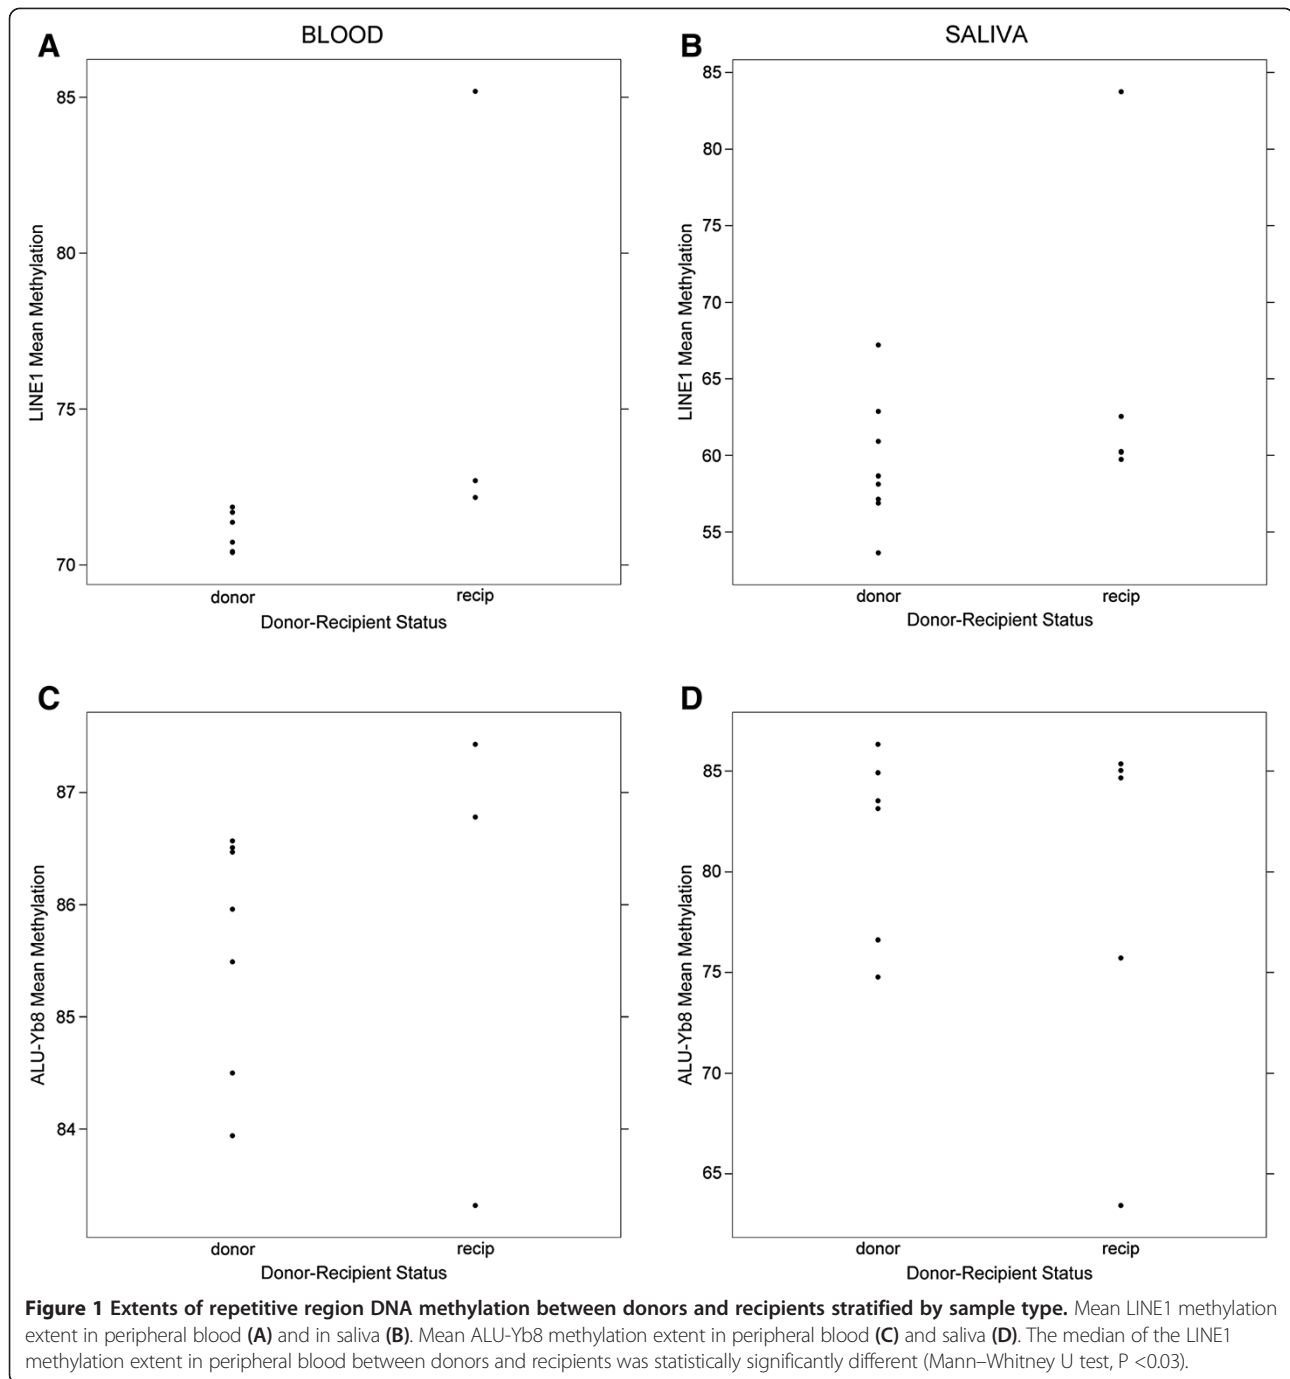 A
BLOOD
85
80
75
70
LINE1 Mean Methylation
donor
recip
Donor-Recipient Status
B
SALIVA
85
80
75
70
65
60
55
LINE1 Mean Methylation
donor
recip
Donor-Recipient Status
C
87
86
85
84
ALU-Yb8 Mean Methylation
donor
recip
Donor-Recipient Status
D
85
80
75
70
65
ALU-Yb8 Mean Methylation
donor
recip
Donor-Recipient Status
Figure 1 Extents of repetitive region DNA methylation between donors and recipients stratified by sample type. Mean LINE1 methylation
extent in peripheral blood (A) and in saliva (B). Mean ALU-Yb8 methylation extent in peripheral blood (C) and saliva (D). The median of the LINE1
methylation extent in peripheral blood between donors and recipients was statistically significantly different (Mann–Whitney U test, P <0.03).